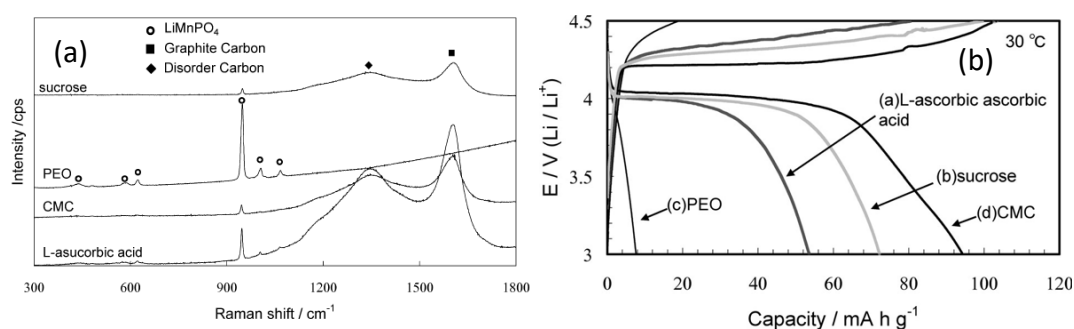 (a)
○ LiMnPO4
■ Graphite Carbon
◆ Disorder Carbon
sucrose
PEO
CMC
L-asucorbic acid
Intensity /cps
300 600 900 1200 1500 1800
Raman shift / cm-1
(b)
30 °C
4.5
4
3.5
3
E / V (Li / Li+)
(a)L-ascorbic ascorbic
acid
(b)sucrose
(c)PEO
(d)CMC
0 20 40 60 80 100 120
Capacity / mA h g-1